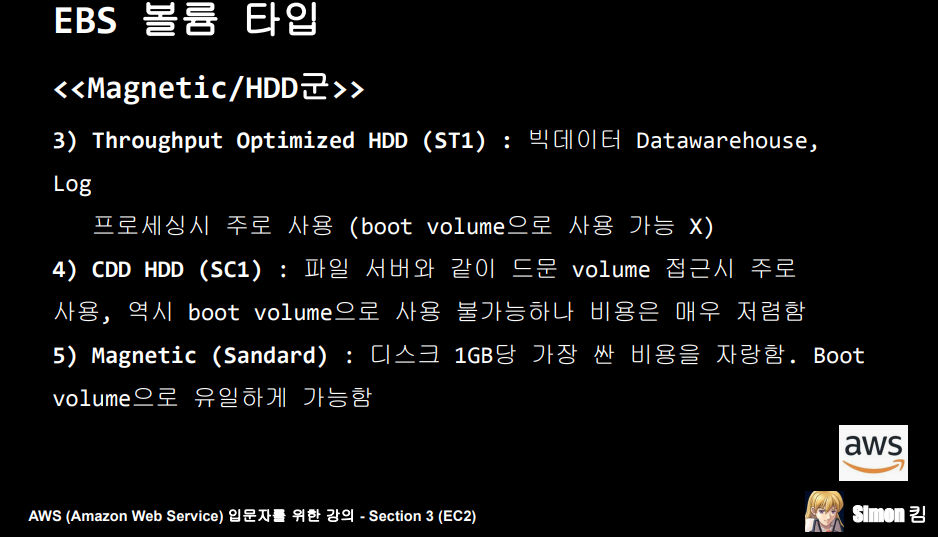 EBS 볼륨 타입
<<Magnetic/HDD군>>
3) Throughput Optimized HDD (ST1) : 빅데이터 Datawarehouse,
Log
프로세싱시 주로 사용 (boot volume으로 사용 가능 X)
4) CDD HDD (SC1) : 파일 서버와 같이 드문 volume 접근시 주로
사용, 역시 boot volume으로 사용 불가능하나 비용은 매우 저렴함
5) Magnetic (Sandard) : 디스크 1GB당 가장 싼 비용을 자랑함. Boot
volume으로 유일하게 가능함
aws
AWS (Amazon Web Service) 입문자를 위한 강의 - Section 3 (EC2)
Simon 킴